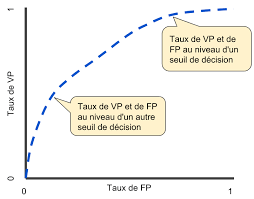 1
Taux de VP et de
FP au niveau d'un
seuil de décision
Taux de VP
Taux de VP et de FP
au niveau d'un autre
seuil de décision
0
0
Taux de FP
1